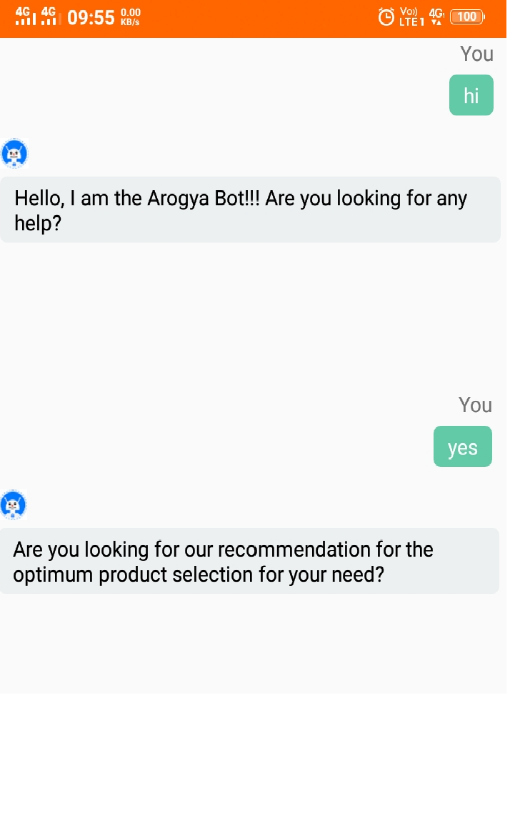 4G 4G 09:55 0.00 KB/s Vo)) LTE1 4G 100
You
hi
Hello, I am the Arogya Bot!!! Are you looking for any
help?
You
yes
Are you looking for our recommendation for the
optimum product selection for your need?